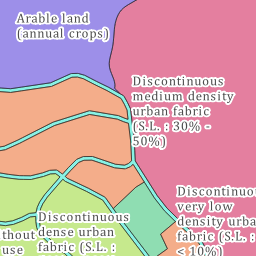 Arable land
(annual crops)
Discontinuous
medium density
urban fabric
(S.L. : 30% -
50%)
Discontinuou
very low
density urba
fabric (S.L.
< 10%)
Discontinuous
dense urban
fabric (S.L. :
thout
use